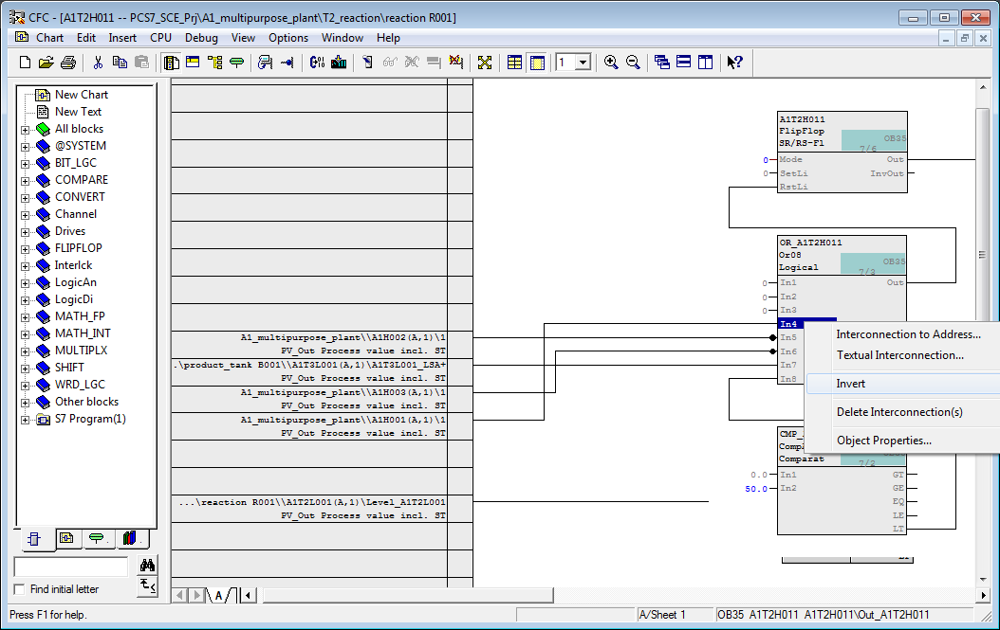 CFC - [A1T2H011 -- PCS7_SCE_Prj\A1_multipurpose_plant\T2_reaction\reaction R001]
Chart Edit Insert CPU Debug View Options Window Help
1
New Chart
New Text
All blocks
@SYSTEM
BIT_LGC
COMPARE
CONVERT
Channel
Drives
FLIPFLOP
Interlck
LogicAn
LogicDi
MATH_FP
MATH_INT
MULTIPLX
SHIFT
WRD_LGC
Other blocks
S7 Program(1)
Find initial letter
A1_multipurpose_plant\\A1H002(A,1)\1
PV_Out Process value incl. ST
.\product_tank B001\\A1T3L001(A,1)\A1T3L001_LSA+
PV_Out Process value incl. ST
A1_multipurpose_plant\\A1H003(A,1)\1
PV_Out Process value incl. ST
A1_multipurpose_plant\\A1H001(A,1)\1
PV_Out Process value incl. ST
...\reaction R001\\A1T2L001(A,1)\Level_A1T2L001
PV_Out Process value incl. ST
A1T2H011
FlipFlop OB35
SR/RS-Fl 7/6
0 Mode Out
0 SetLi InvOut
RstLi
OR_A1T2H011
Or08 OB35
Logical 7/3
0 In1 Out
0 In2
0 In3
In4
In5
In6
In7
In8
Interconnection to Address...
Textual Interconnection...
Invert
Delete Interconnection(s)
Object Properties...
CMP_
Comparat 7/2
0.0 In1 GT
50.0 In2 GE
EQ
LE
LT
A
Press F1 for help.
A/Sheet 1
OB35 A1T2H011 A1T2H011\Out_A1T2H011